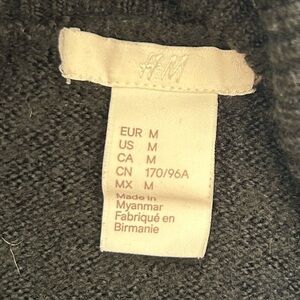 H&M
EUR M
US M
CA M
CN 170/96A
MX M
Made in
Myanmar
Fabriqué en
Birmanie